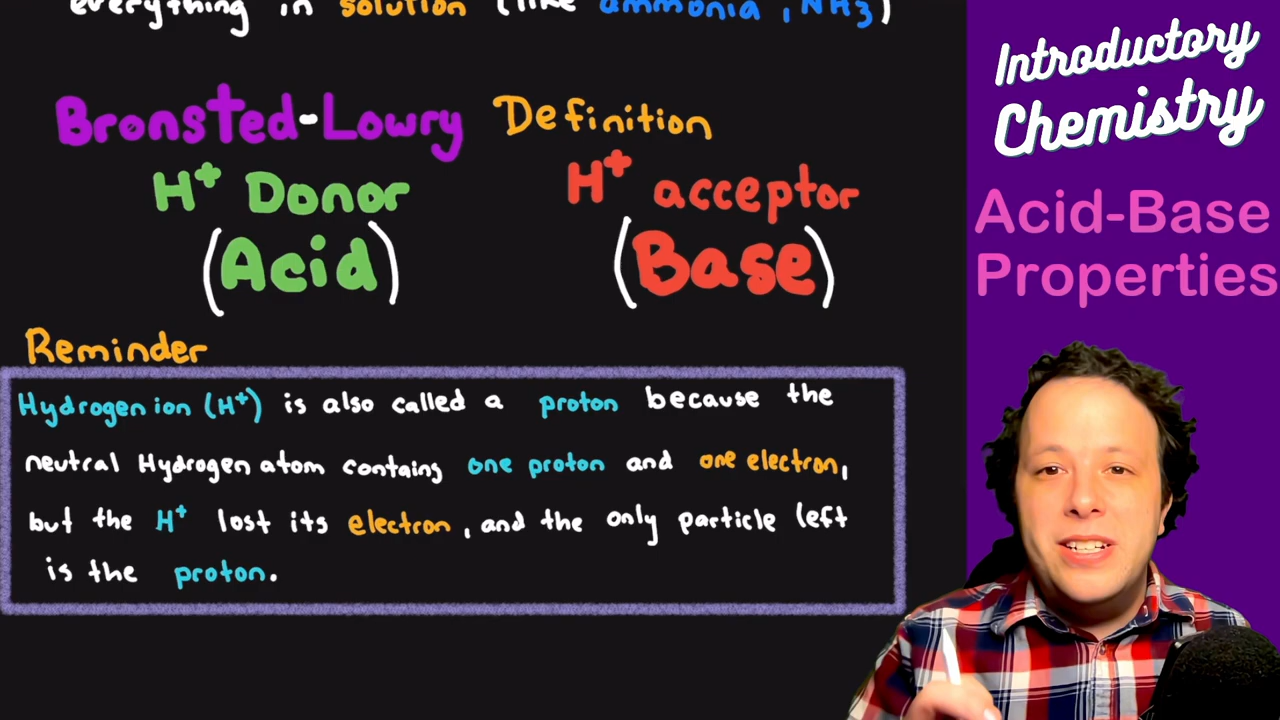 everything in solution (like ammonia, NH3)
Bronsted-Lowry Definition
H+ Donor
(Acid)
H+ acceptor
(Base)
Reminder
Hydrogen ion (H+) is also called a proton because the
neutral Hydrogen atom contains one proton and one electron,
but the H+ lost its electron, and the only particle left
is the proton.
Introductory
Chemistry
Acid-Base
Properties